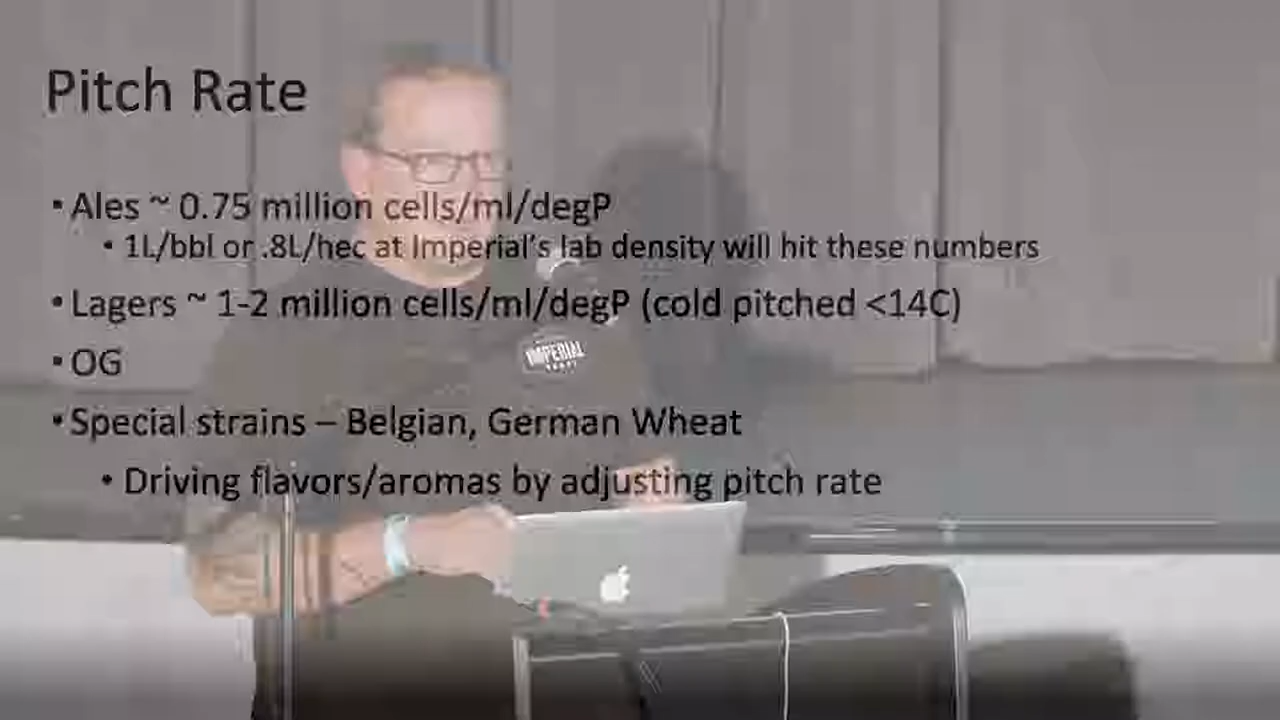 Pitch Rate
• Ales ~ 0.75 million cells/ml/degP
• 1L/bbl or .8L/hec at Imperial's lab density will hit these numbers
• Lagers ~ 1-2 million cells/ml/degP (cold pitched <14C)
IMPERIAL
• OG
• Special strains – Belgian, German Wheat
• Driving flavors/aromas by adjusting pitch rate